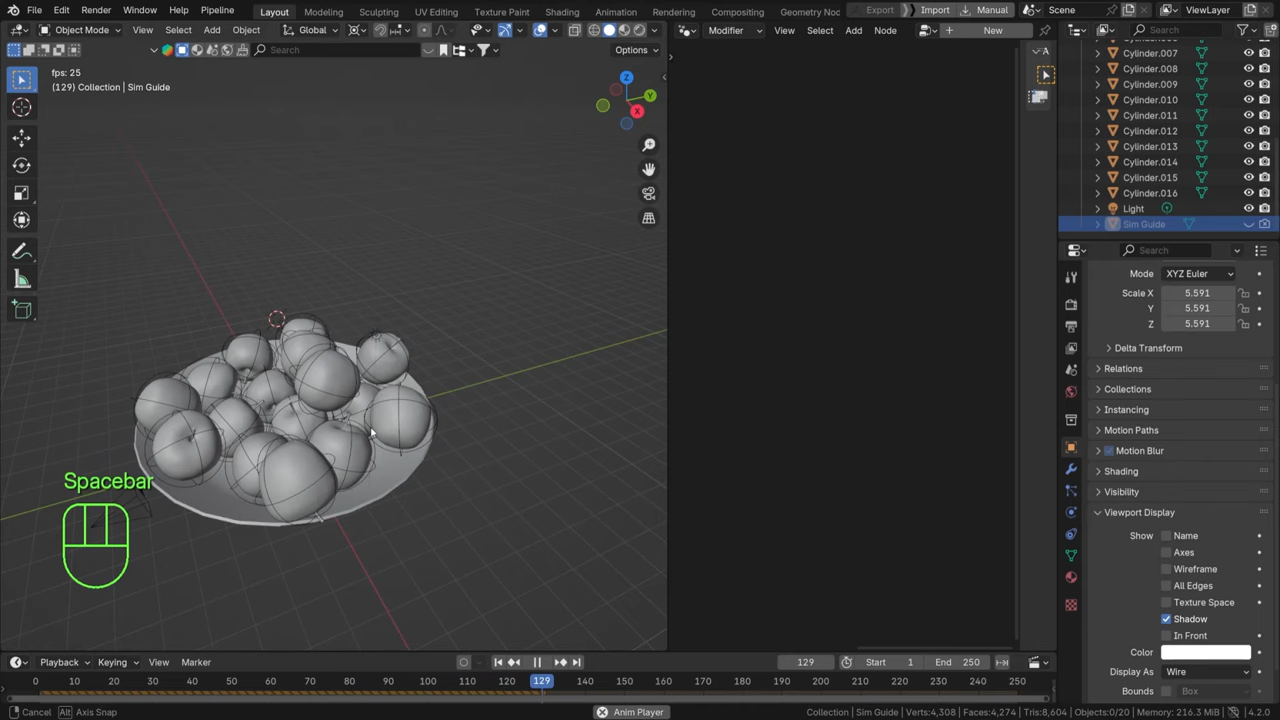 File Edit Render Window Help Pipeline Layout Modeling Sculpting UV Editing Texture Paint Shading Animation Rendering Compositing Geometry Noc Export Import Manual Scene ViewLayer
Object Mode View Select Add Object Global Modifier View Select Add Node New Search
Search Options
fps: 25
(129) Collection | Sim Guide
Z
Y
X
Cylinder.007
Cylinder.008
Cylinder.009
Cylinder.010
Cylinder.011
Cylinder.012
Cylinder.013
Cylinder.014
Cylinder.015
Cylinder.016
Light
Sim Guide
Search
Mode XYZ Euler
Scale X 5.591
Y 5.591
Z 5.591
Delta Transform
Relations
Collections
Instancing
Motion Paths
Motion Blur
Shading
Visibility
Viewport Display
Show Name
Axes
Wireframe
All Edges
Texture Space
Shadow
In Front
Color
Display As Wire
Bounds Box
Spacebar
Playback Keying View Marker 129 Start 1 End 250
0 10 20 30 40 50 60 70 80 90 100 110 120 129 140 150 160 170 180 190 200 210 220 230 240 250
Cancel Alt Axis Snap Anim Player Collection | Sim Guide | Verts:4,308 | Faces:4,274 | Tris:8,604 | Objects:0/20 | Memory: 216.3 MiB | 4.2.0